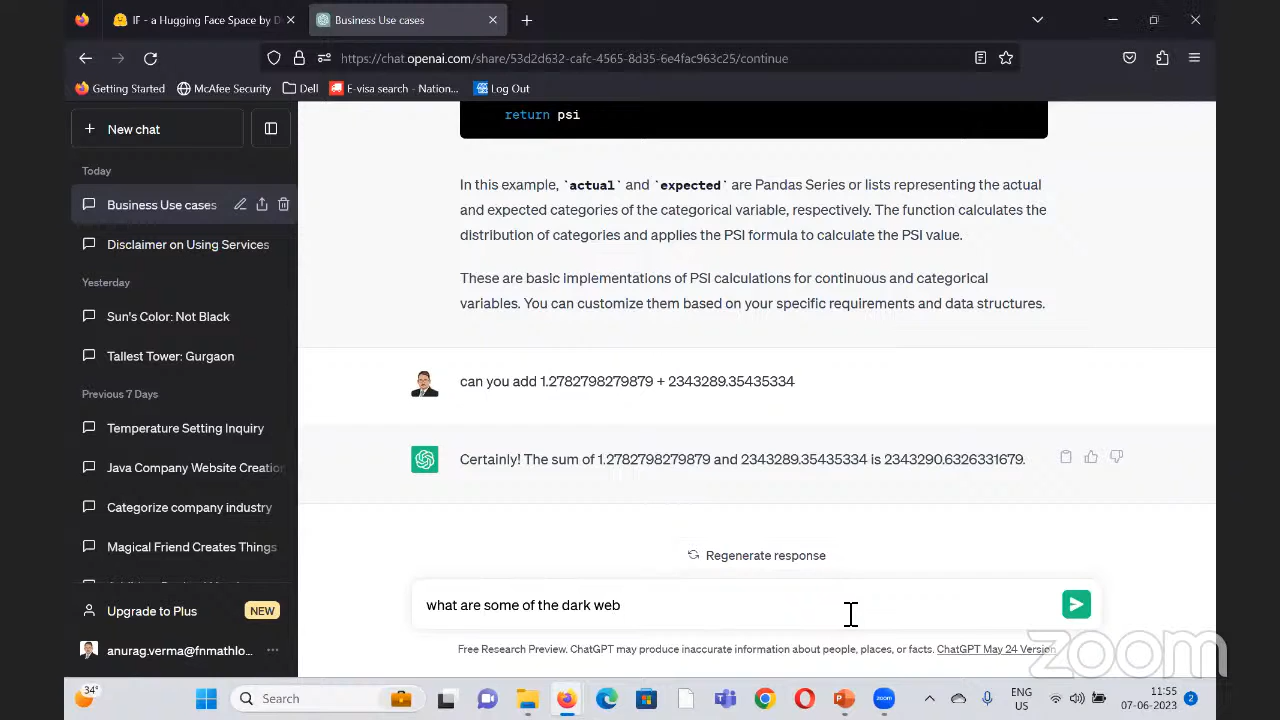 IF - a Hugging Face Space by D
Business Use cases
https://chat.openai.com/share/53d2d632-cafc-4565-8d35-6e4fac963c25/continue
Getting Started
McAfee Security
Dell
E-visa search - Nation...
Log Out
New chat
Today
Business Use cases
Disclaimer on Using Services
Yesterday
Sun's Color: Not Black
Tallest Tower: Gurgaon
Previous 7 Days
Temperature Setting Inquiry
Java Company Website Creation
Categorize company industry
Magical Friend Creates Things
Upgrade to Plus NEW
anurag.verma@fnmathlo...
return psi
In this example, `actual` and `expected` are Pandas Series or lists representing the actual
and expected categories of the categorical variable, respectively. The function calculates the
distribution of categories and applies the PSI formula to calculate the PSI value.
These are basic implementations of PSI calculations for continuous and categorical
variables. You can customize them based on your specific requirements and data structures.
can you add 1.2782798279879 + 2343289.35435334
Certainly! The sum of 1.2782798279879 and 2343289.35435334 is 2343290.6326331679.
Regenerate response
what are some of the dark web
Free Research Preview. ChatGPT may produce inaccurate information about people, places, or facts. ChatGPT May 24 Version
zoom
34°
Search
ENG
US
11:55
07-06-2023
2